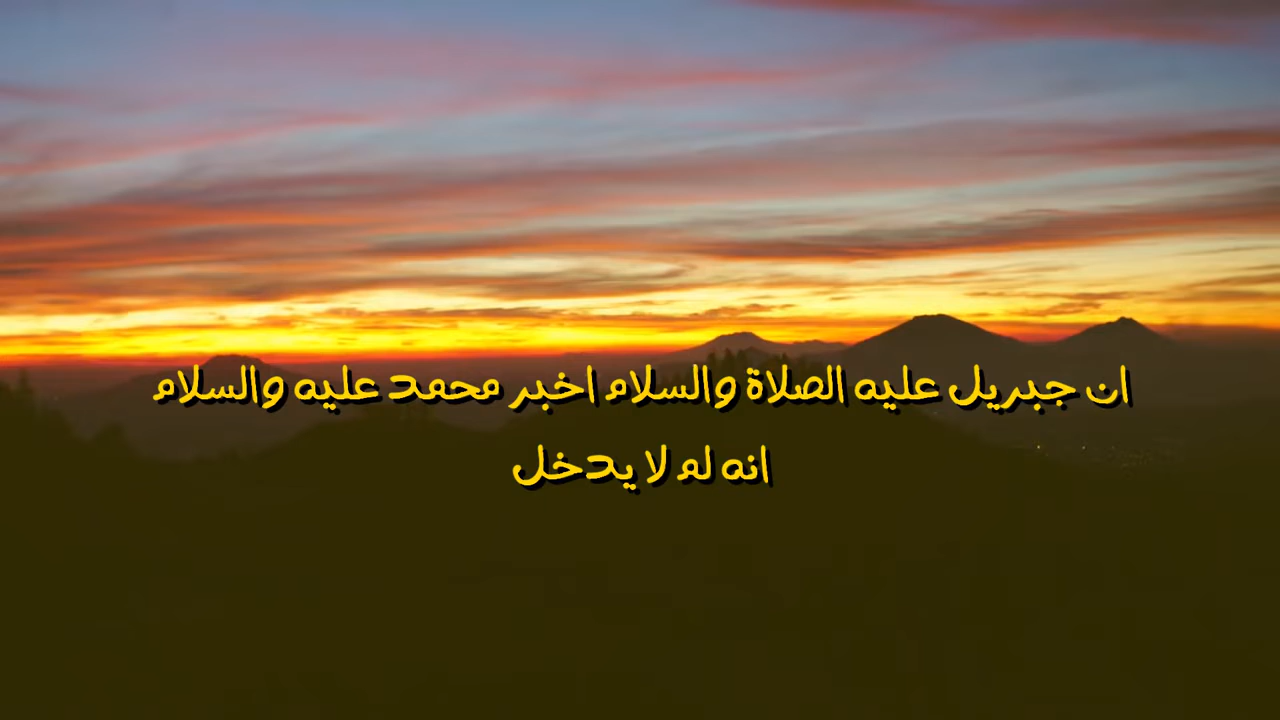 ان جبريل عليه الصلاة والسلام اخبر محمد عليه والسلام
انه لم لا يدخل